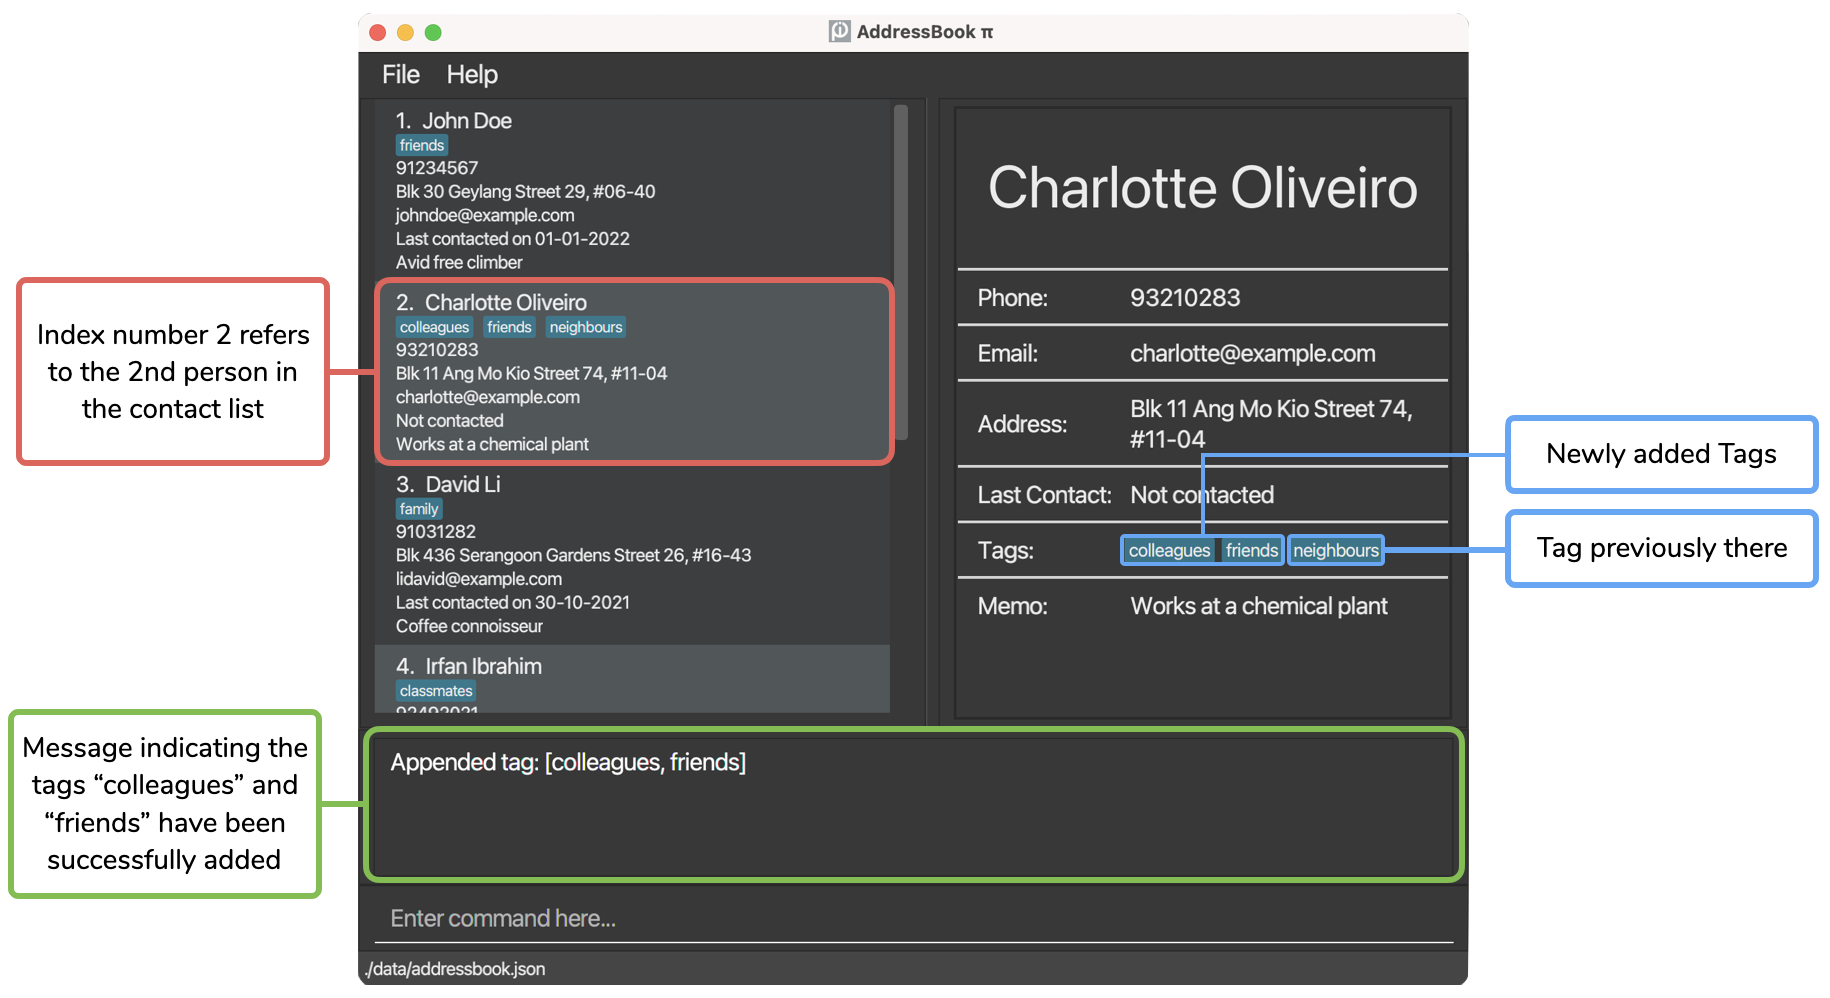 AddressBook π
File Help
1. John Doe
friends
91234567
Blk 30 Geylang Street 29, #06-40
johndoe@example.com
Last contacted on 01-01-2022
Avid free climber
2. Charlotte Oliveiro
colleagues friends neighbours
93210283
Blk 11 Ang Mo Kio Street 74, #11-04
charlotte@example.com
Not contacted
Works at a chemical plant
3. David Li
family
91031282
Blk 436 Serangoon Gardens Street 26, #16-43
lidavid@example.com
Last contacted on 30-10-2021
Coffee connoisseur
4. Irfan Ibrahim
classmates
Charlotte Oliveiro
Phone: 93210283
Email: charlotte@example.com
Address: Blk 11 Ang Mo Kio Street 74,
#11-04
Last Contact: Not contacted
Tags: colleagues friends neighbours
Memo: Works at a chemical plant
Appended tag: [colleagues, friends]
Enter command here...
./data/addressbook.json
Index number 2 refers
to the 2nd person in
the contact list
Message indicating the
tags “colleagues” and
“friends” have been
successfully added
Newly added Tags
Tag previously there